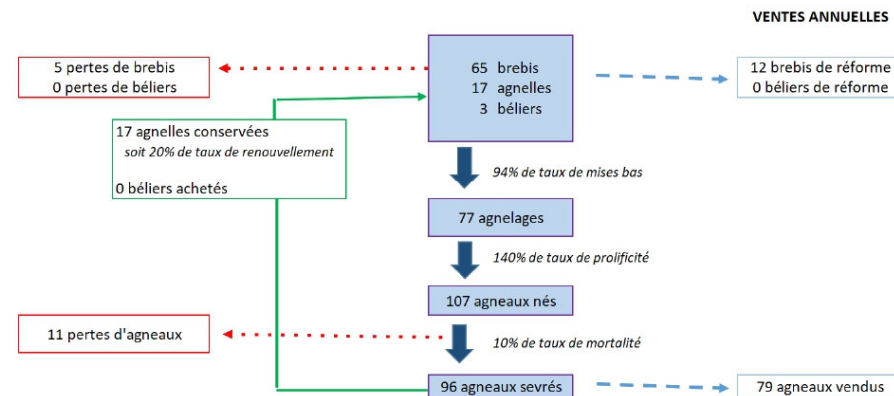 VENTES ANNUELLES
5 pertes de brebis
0 pertes de béliers
65 brebis
17 agnelles
3 béliers
12 brebis de réforme
0 béliers de réforme
17 agnelles conservées
soit 20% de taux de renouvellement
0 béliers achetés
94% de taux de mises bas
77 agnelages
140% de taux de prolificité
107 agneaux nés
11 pertes d'agneaux
10% de taux de mortalité
96 agneaux sevrés
79 agneaux vendus